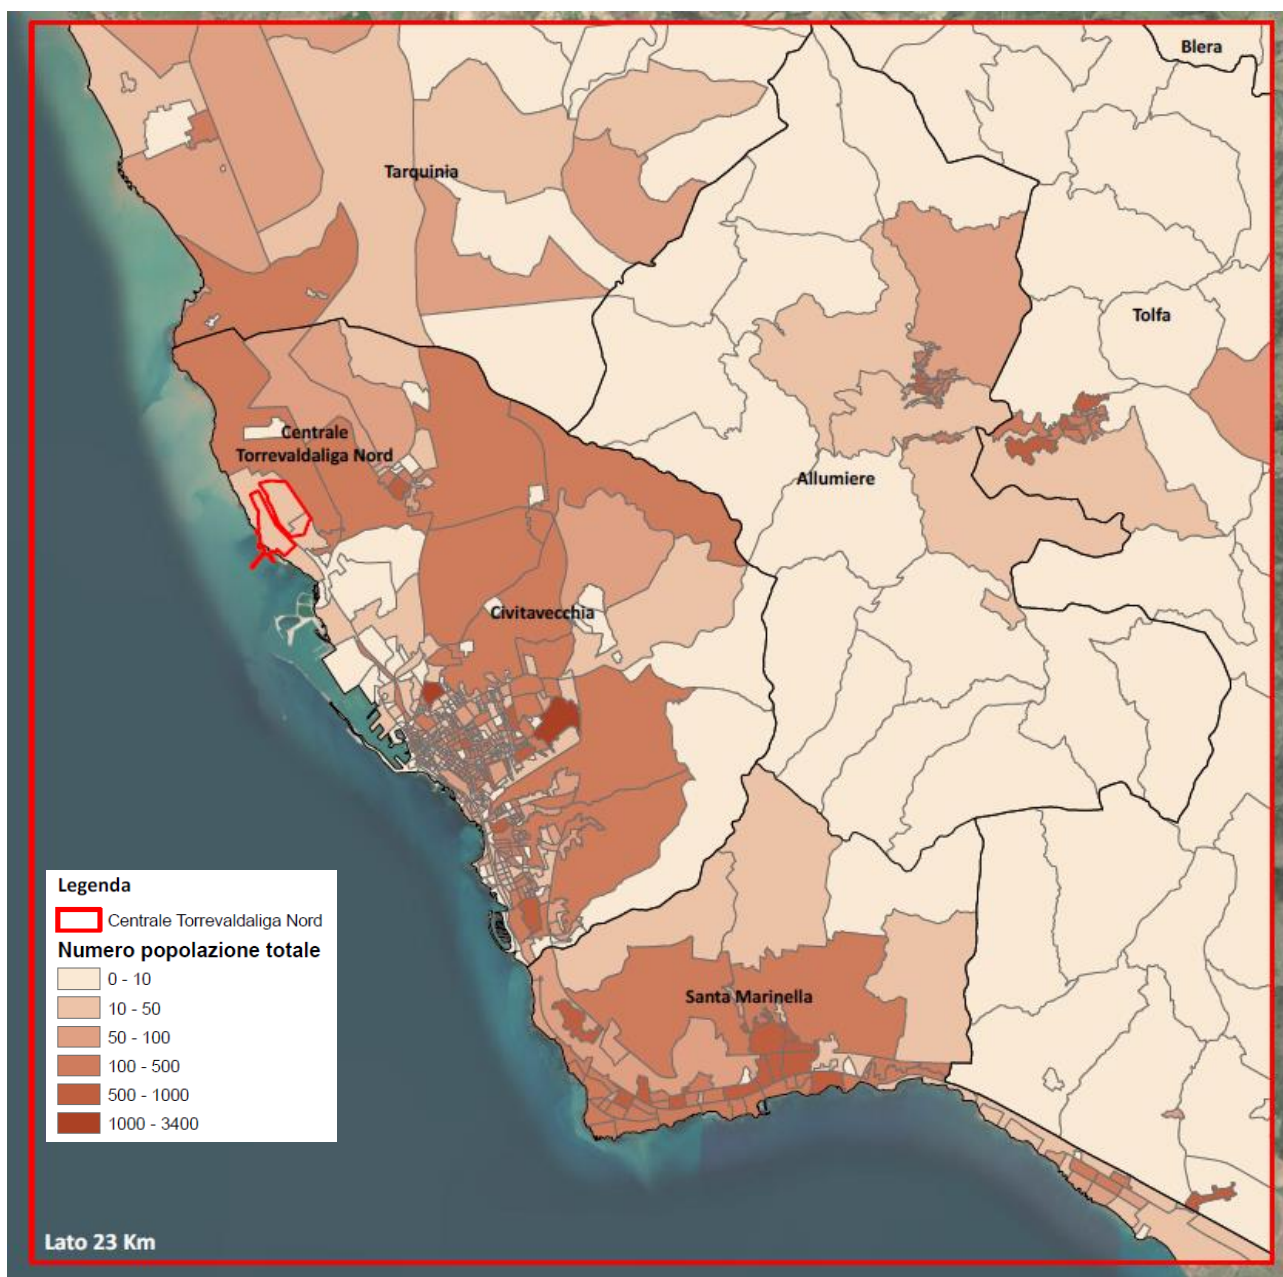 Blera
Tarquinia
Tolfa
Centrale
Torrevaldaliga Nord
Allumiere
Civitavecchia
Santa Marinella
Legenda
Centrale Torrevaldaliga Nord
Numero popolazione totale
0 - 10
10 - 50
50 - 100
100 - 500
500 - 1000
1000 - 3400
Lato 23 Km